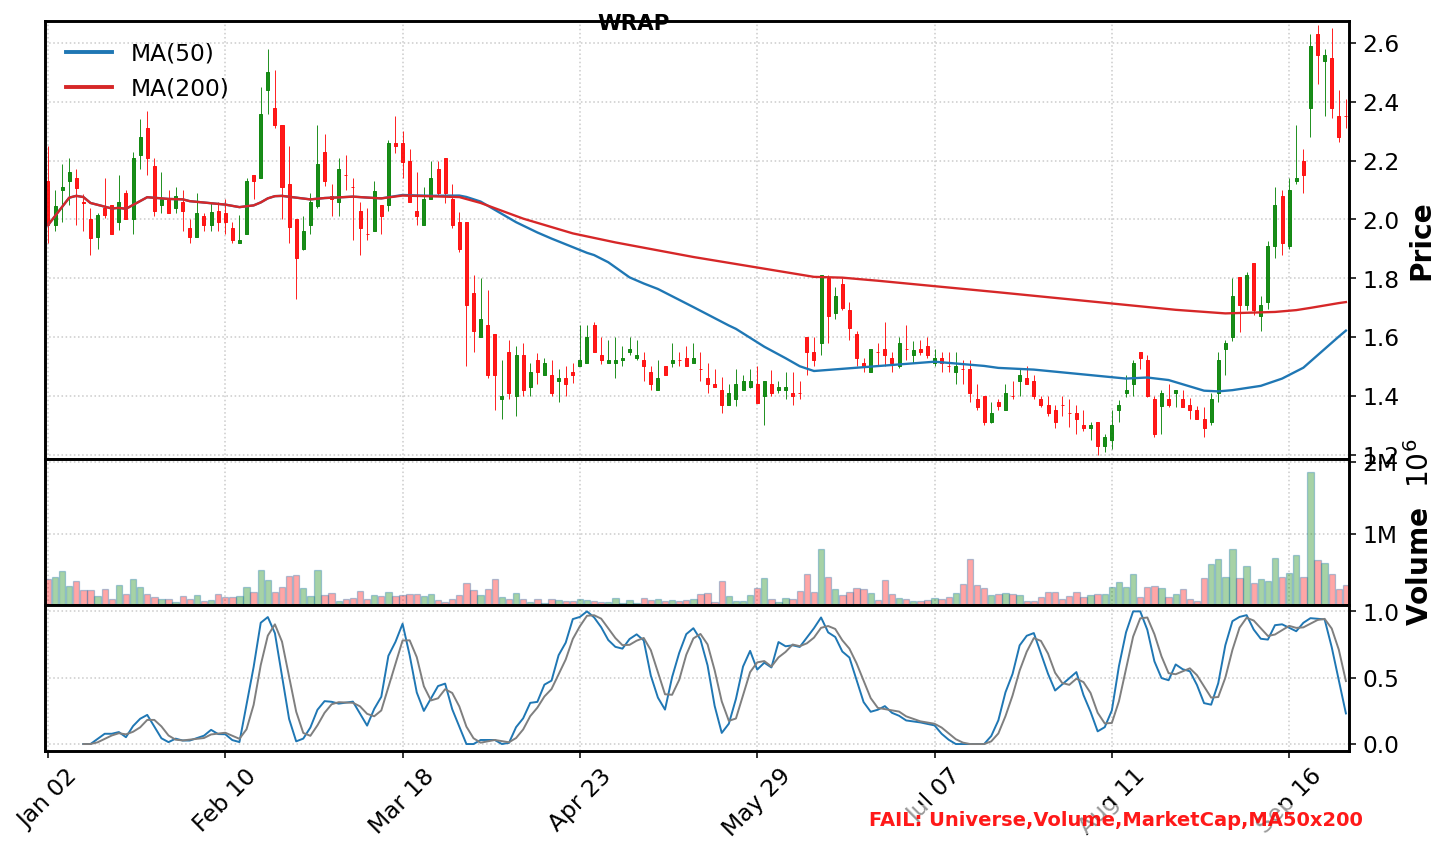 WRAP
MA(50)
MA(200)
2.6
2.4
2.2
2.0
1.8
1.6
1.4
1.2
Price
2M
1M
Volume 10^6
1.0
0.5
0.0
Jan 02
Feb 10
Mar 18
Apr 23
May 29
Jul 07
Aug 11
Sep 16
FAIL: Universe,Volume,MarketCap,MA50x200